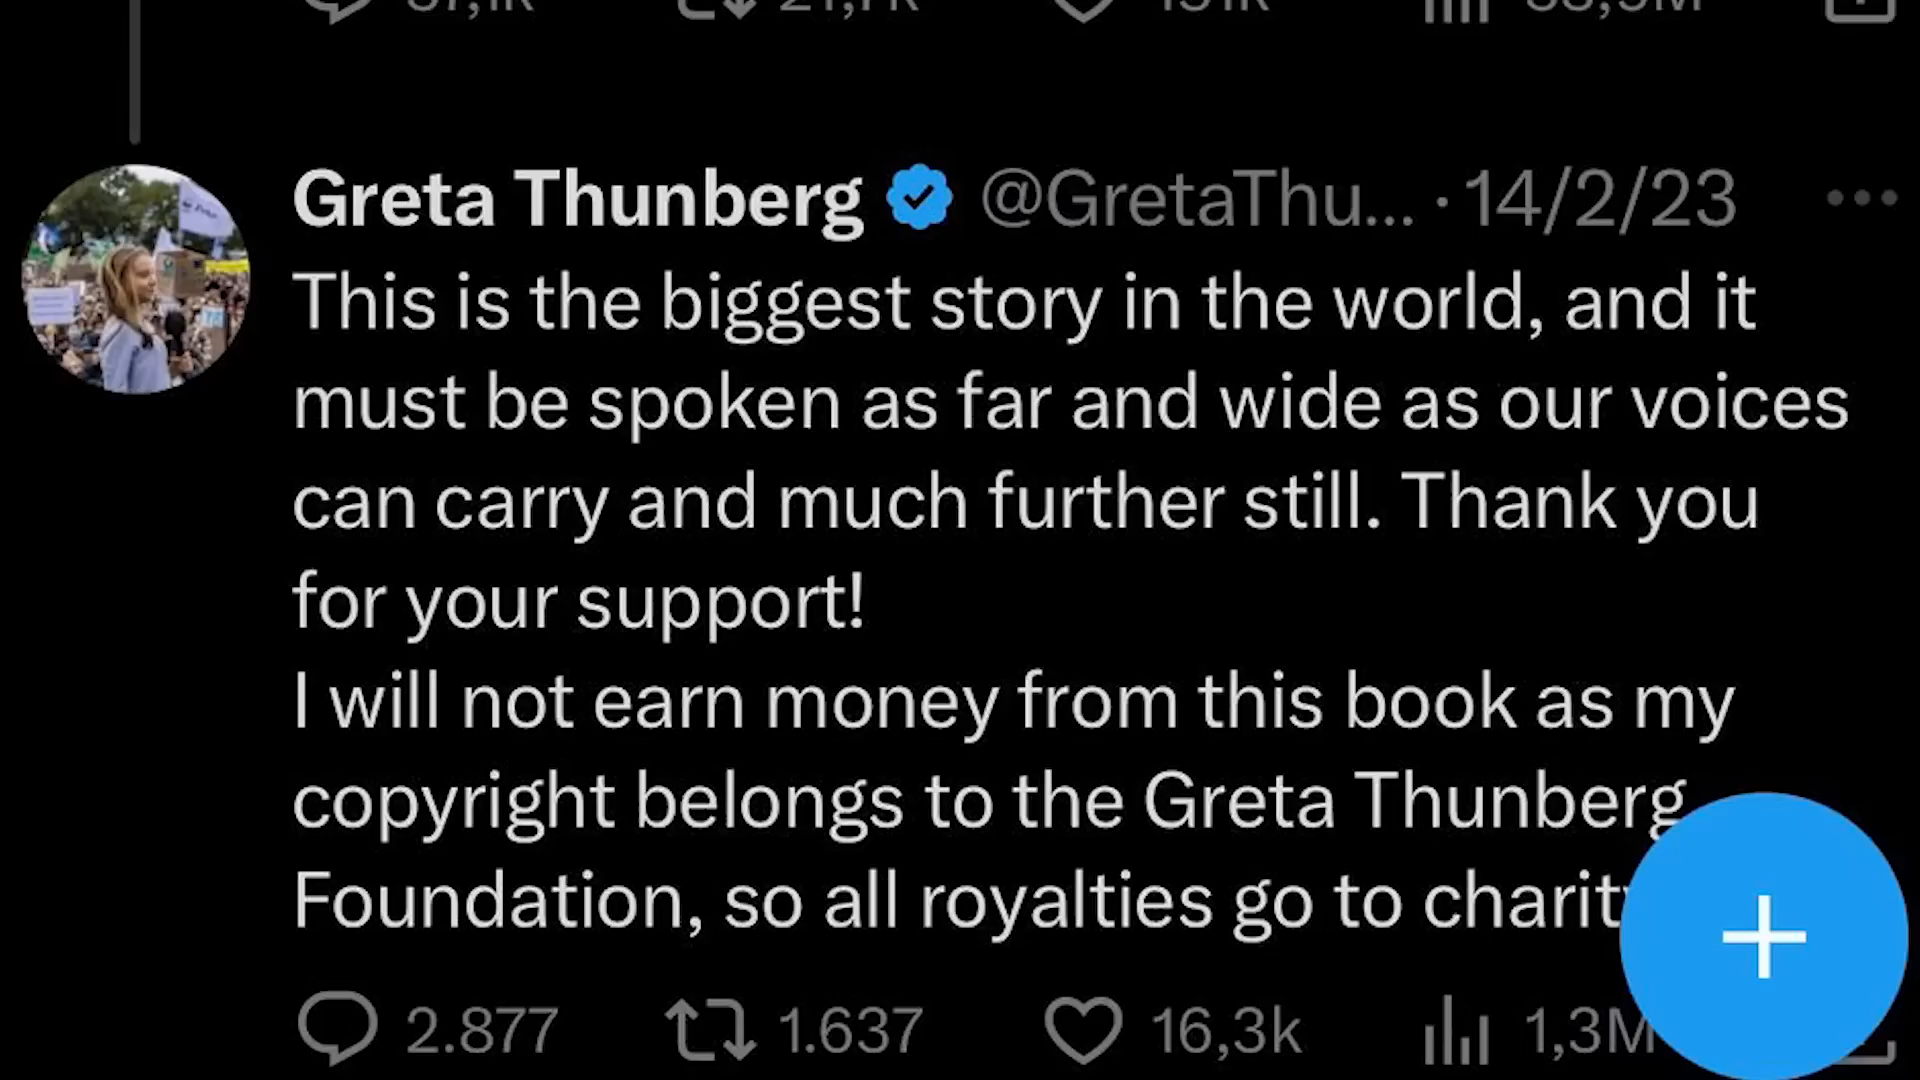 Greta Thunberg @GretaThu... · 14/2/23
This is the biggest story in the world, and it
must be spoken as far and wide as our voices
can carry and much further still. Thank you
for your support!
I will not earn money from this book as my
copyright belongs to the Greta Thunberg
Foundation, so all royalties go to charity
2.877 1.637 16,3k 1,3M